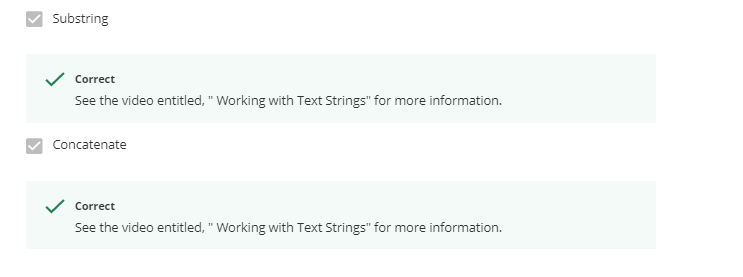 Substring
Correct
See the video entitled, " Working with Text Strings" for more information.
Concatenate
Correct
See the video entitled, " Working with Text Strings" for more information.